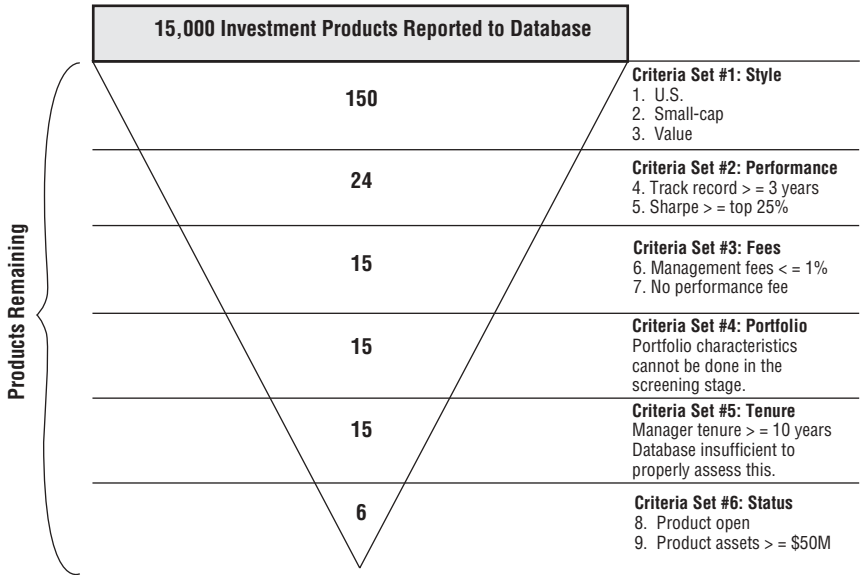 15,000 Investment Products Reported to Database
Products Remaining
150
Criteria Set #1: Style
1. U.S.
2. Small-cap
3. Value
24
Criteria Set #2: Performance
4. Track record > = 3 years
5. Sharpe > = top 25%
15
Criteria Set #3: Fees
6. Management fees < = 1%
7. No performance fee
15
Criteria Set #4: Portfolio
Portfolio characteristics
cannot be done in the
screening stage.
15
Criteria Set #5: Tenure
Manager tenure > = 10 years
Database insufficient to
properly assess this.
6
Criteria Set #6: Status
8. Product open
9. Product assets > = $50M